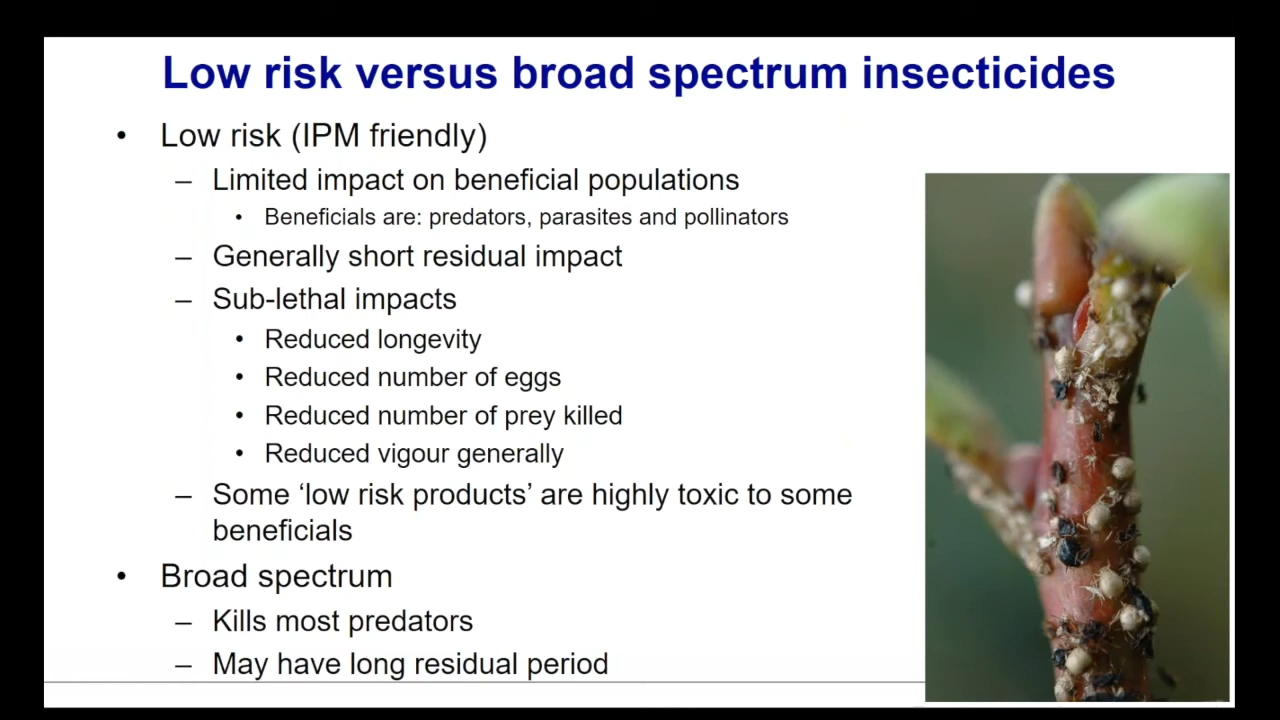 Low risk versus broad spectrum insecticides
• Low risk (IPM friendly)
– Limited impact on beneficial populations
• Beneficials are: predators, parasites and pollinators
– Generally short residual impact
– Sub-lethal impacts
• Reduced longevity
• Reduced number of eggs
• Reduced number of prey killed
• Reduced vigour generally
– Some ‘low risk products’ are highly toxic to some
beneficials
• Broad spectrum
– Kills most predators
– May have long residual period